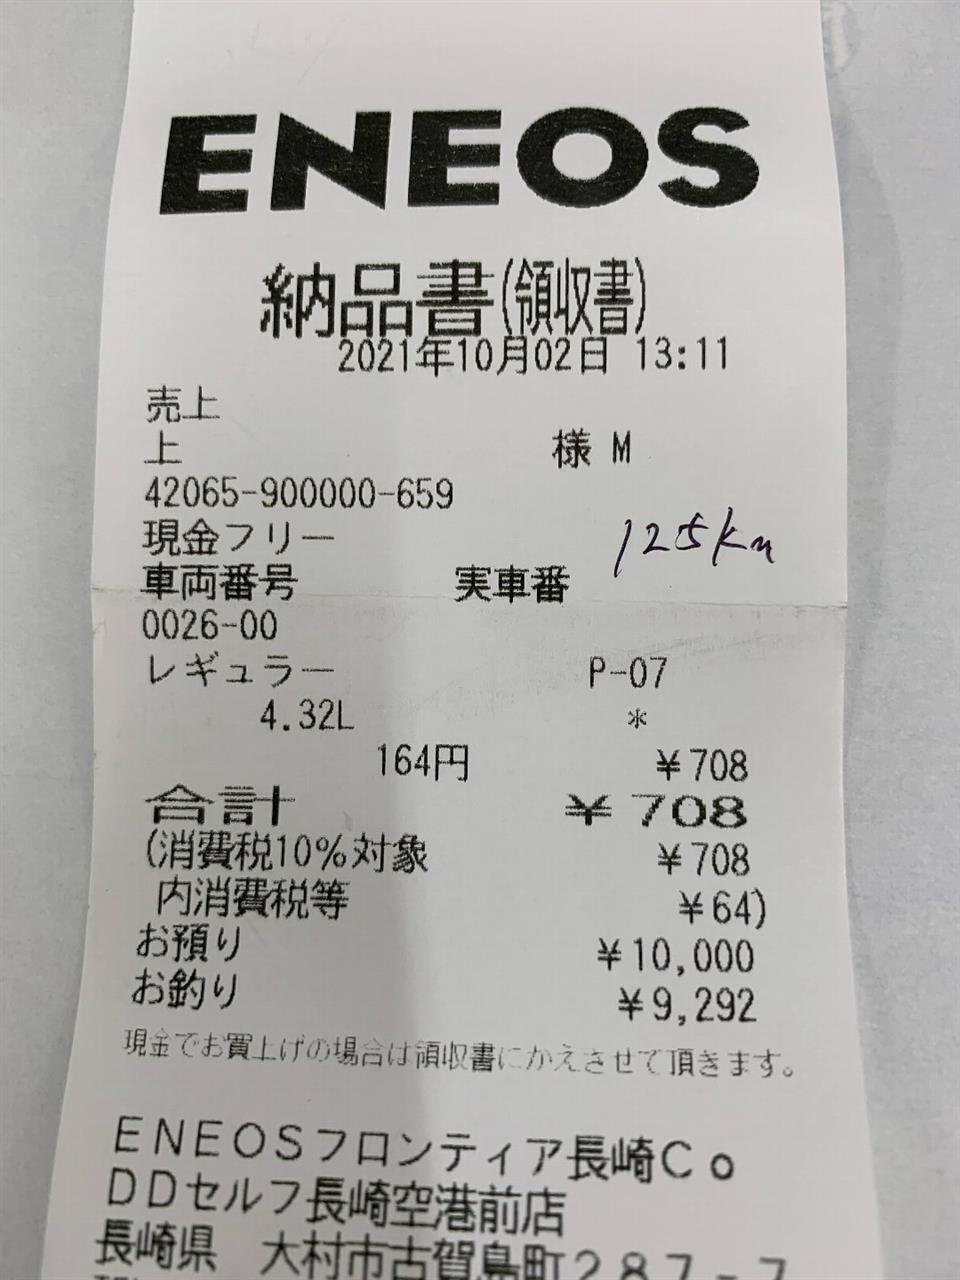 ENEOS
納品書(領収書)
2021年10月02日 13:11
売上
上 様 M
42065-900000-659
現金フリー
125km
車両番号 実車番
0026-00
レギュラー P-07
4.32L *
164円 ¥708
合計 ¥708
(消費税10%対象 ¥708
内消費税等 ¥64)
お預り ¥10,000
お釣り ¥9,292
現金でお買上げの場合は領収書にかえさせて頂きます。
ENEOSフロンティア長崎Co
DDセルフ長崎空港前店
長崎県 大村市古賀島町287-7